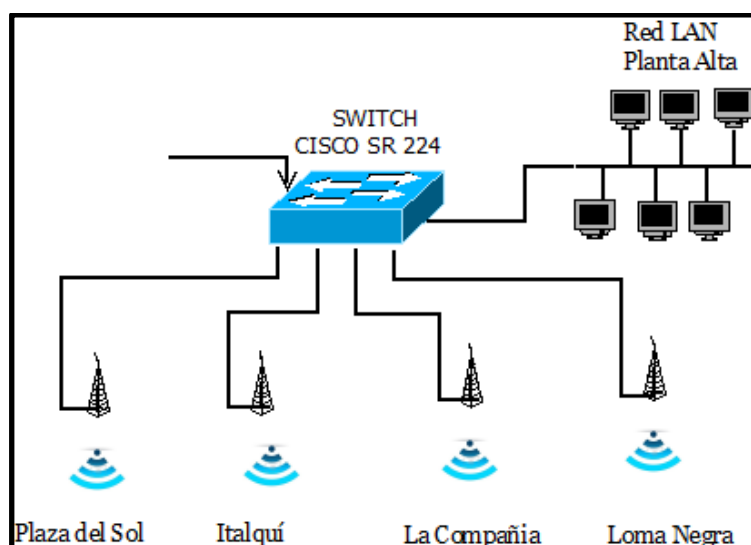 Red LAN
Planta Alta
SWITCH
CISCO SR 224
Plaza del Sol
Italquí
La Compañia
Loma Negra